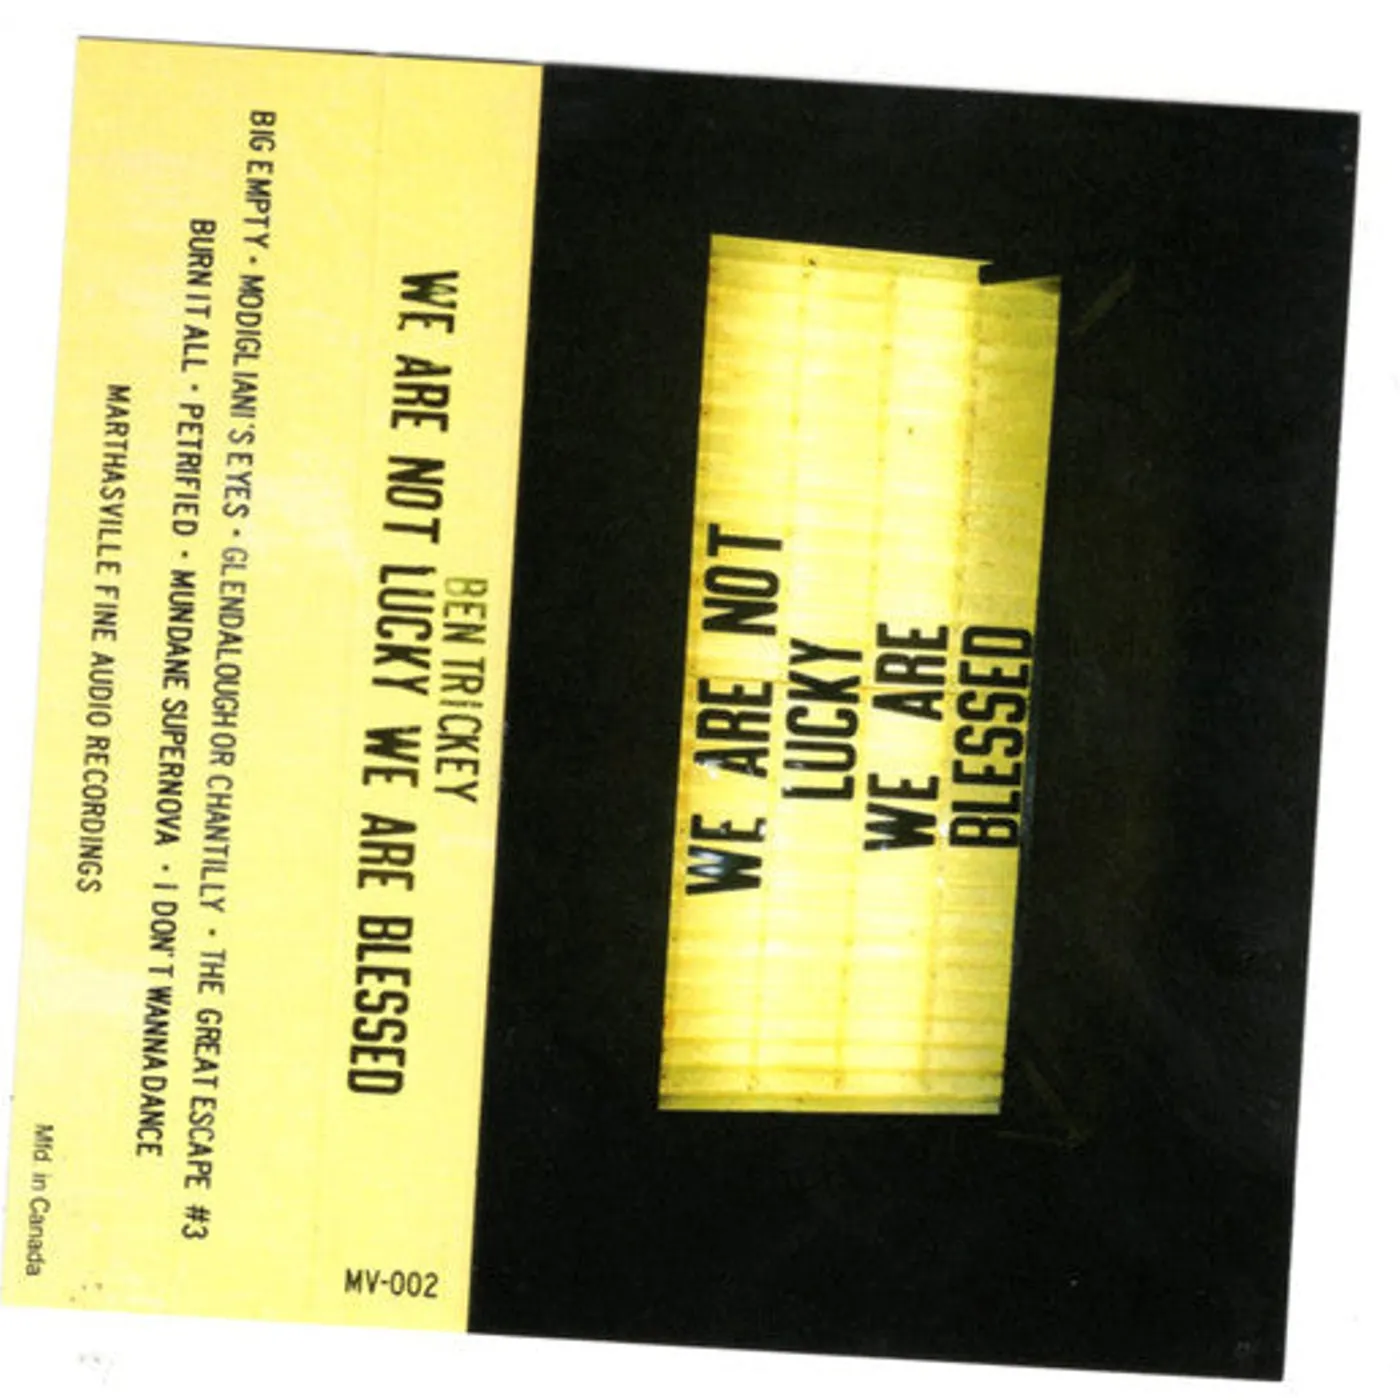 BEN TRICKEY
WE ARE NOT LUCKY WE ARE BLESSED
MV-002
BIG EMPTY • MODIGLIANI'S EYES • GLENDALOUGH OR CHANTILLY • THE GREAT ESCAPE #3
BURN IT ALL • PETRIFIED • MUNDANE SUPERNOVA • I DON'T WANNA DANCE
MARTHASVILLE FINE AUDIO RECORDINGS
Mfd. in Canada
WE ARE NOT
LUCKY
WE ARE
BLESSED